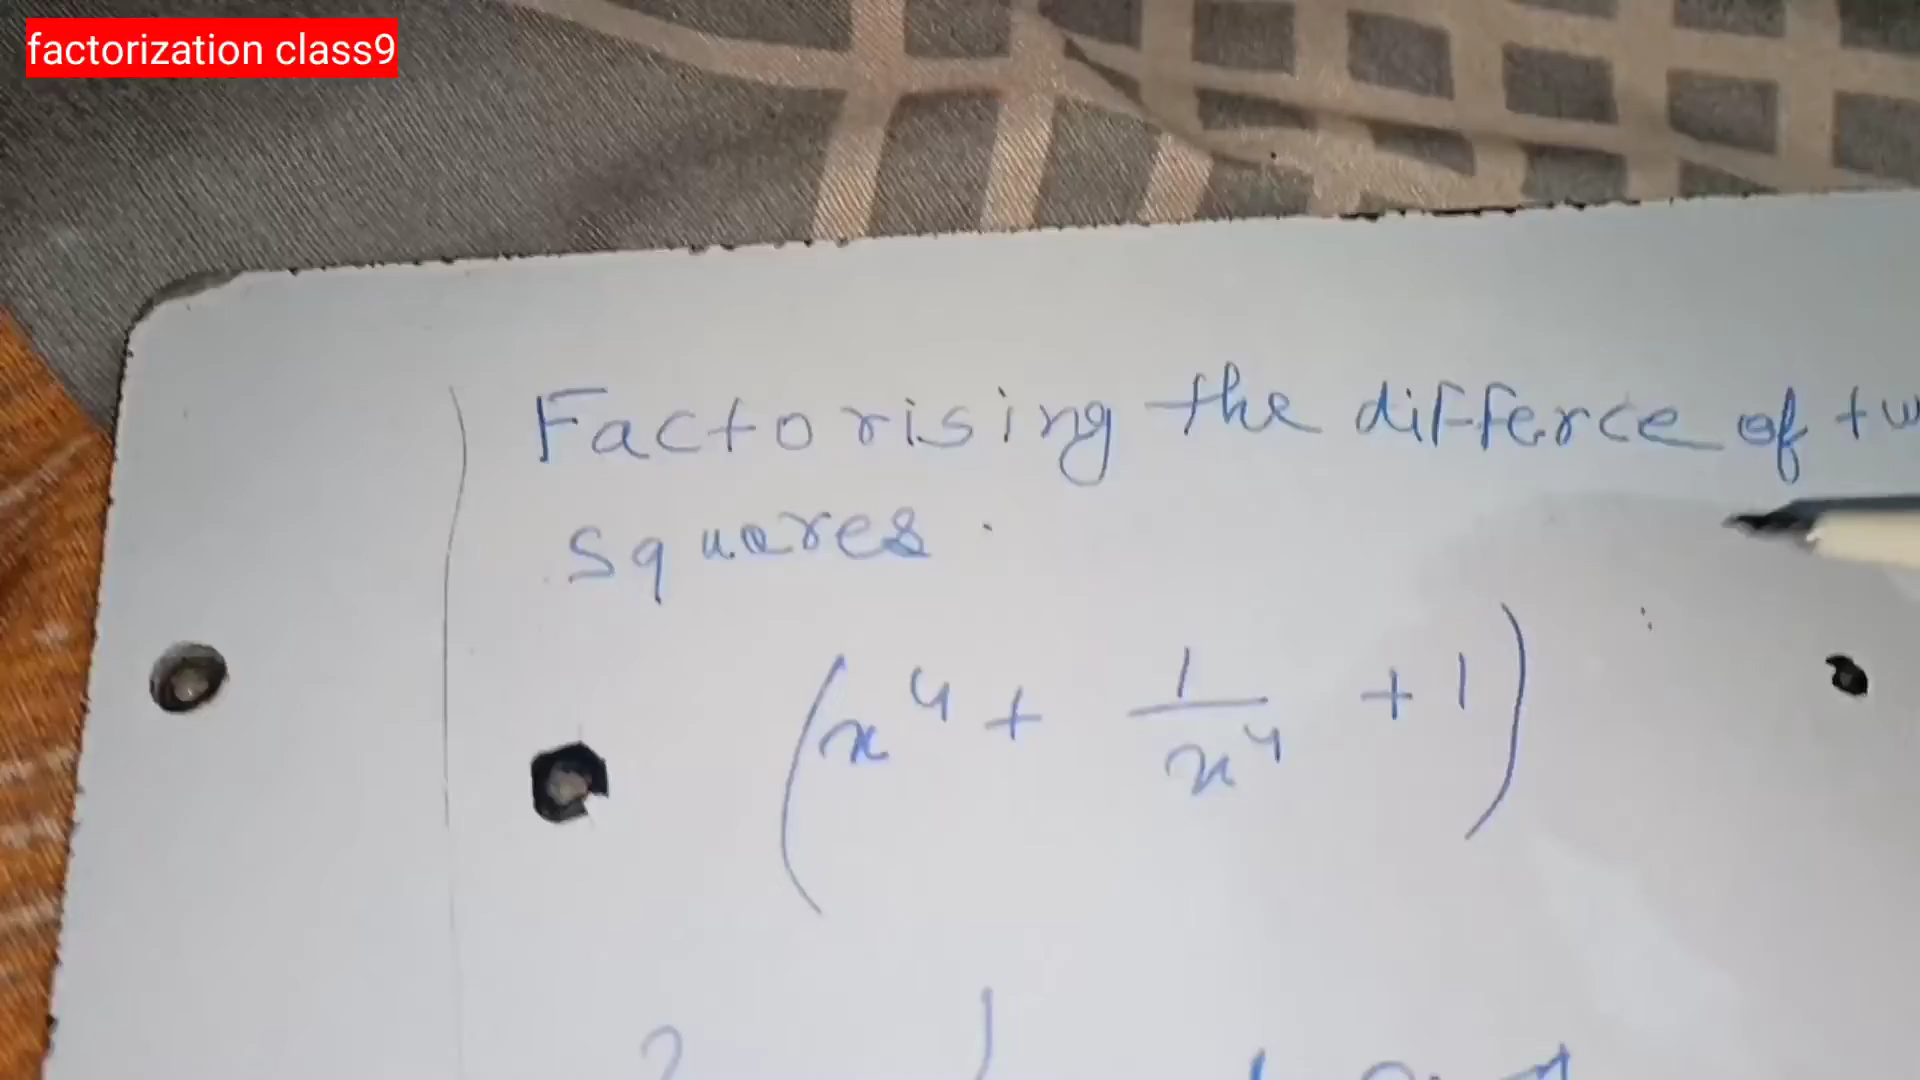 factorization class9
Factorising the differce of
squares.
(x⁴ + 1/x⁴ + 1)